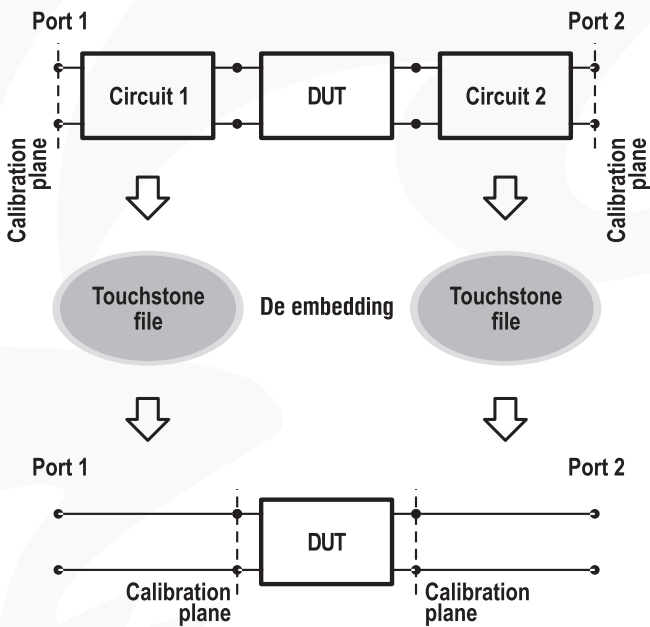 Port 1
Port 2
Circuit 1
DUT
Circuit 2
Calibration
plane
Calibration
plane
Touchstone
file
De embedding
Touchstone
file
Port 1
Port 2
DUT
Calibration
plane
Calibration
plane